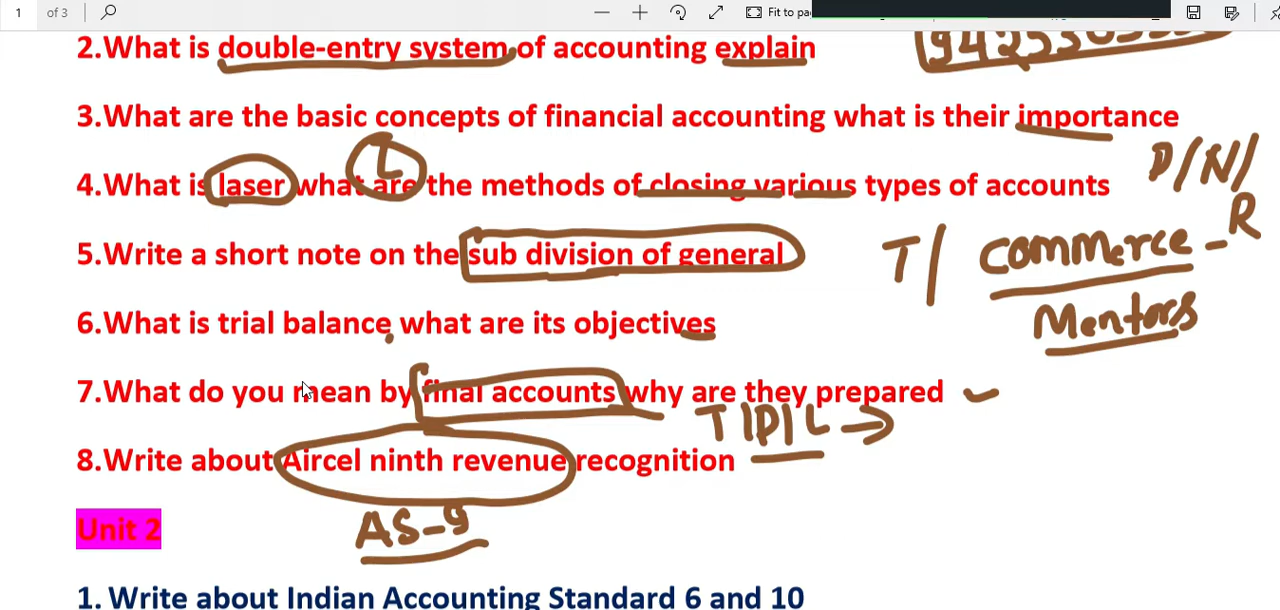 1 of 3 Fit to pa
2.What is double-entry system of accounting explain
3.What are the basic concepts of financial accounting what is their importance
L
4.What is laser what are the methods of closing various types of accounts
D/N/
R
5.Write a short note on the sub division of general
T/ commerce
Mentors
6.What is trial balance what are its objectives
7.What do you mean by final accounts why are they prepared
T/P/L →
8.Write about Aircel ninth revenue recognition
AS-9
Unit 2
1. Write about Indian Accounting Standard 6 and 10